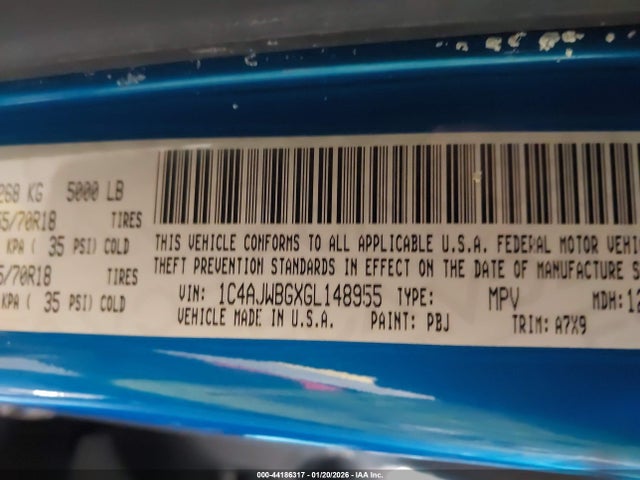 268 KG 5000 LB
5/70R18 TIRES
KPA ( 35 PSI) COLD
5/70R18 TIRES
KPA ( 35 PSI) COLD
THIS VEHICLE CONFORMS TO ALL APPLICABLE U.S.A. FEDERAL MOTOR VEHI
THEFT PREVENTION STANDARDS IN EFFECT ON THE DATE OF MANUFACTURE S
VIN: 1C4AJWBGXGL148955 TYPE: MPV MDH: 12
VEHICLE MADE IN U.S.A. PAINT: PBJ TRIM: A7X9
000-44186317 - 01/20/2026 - IAA Inc.